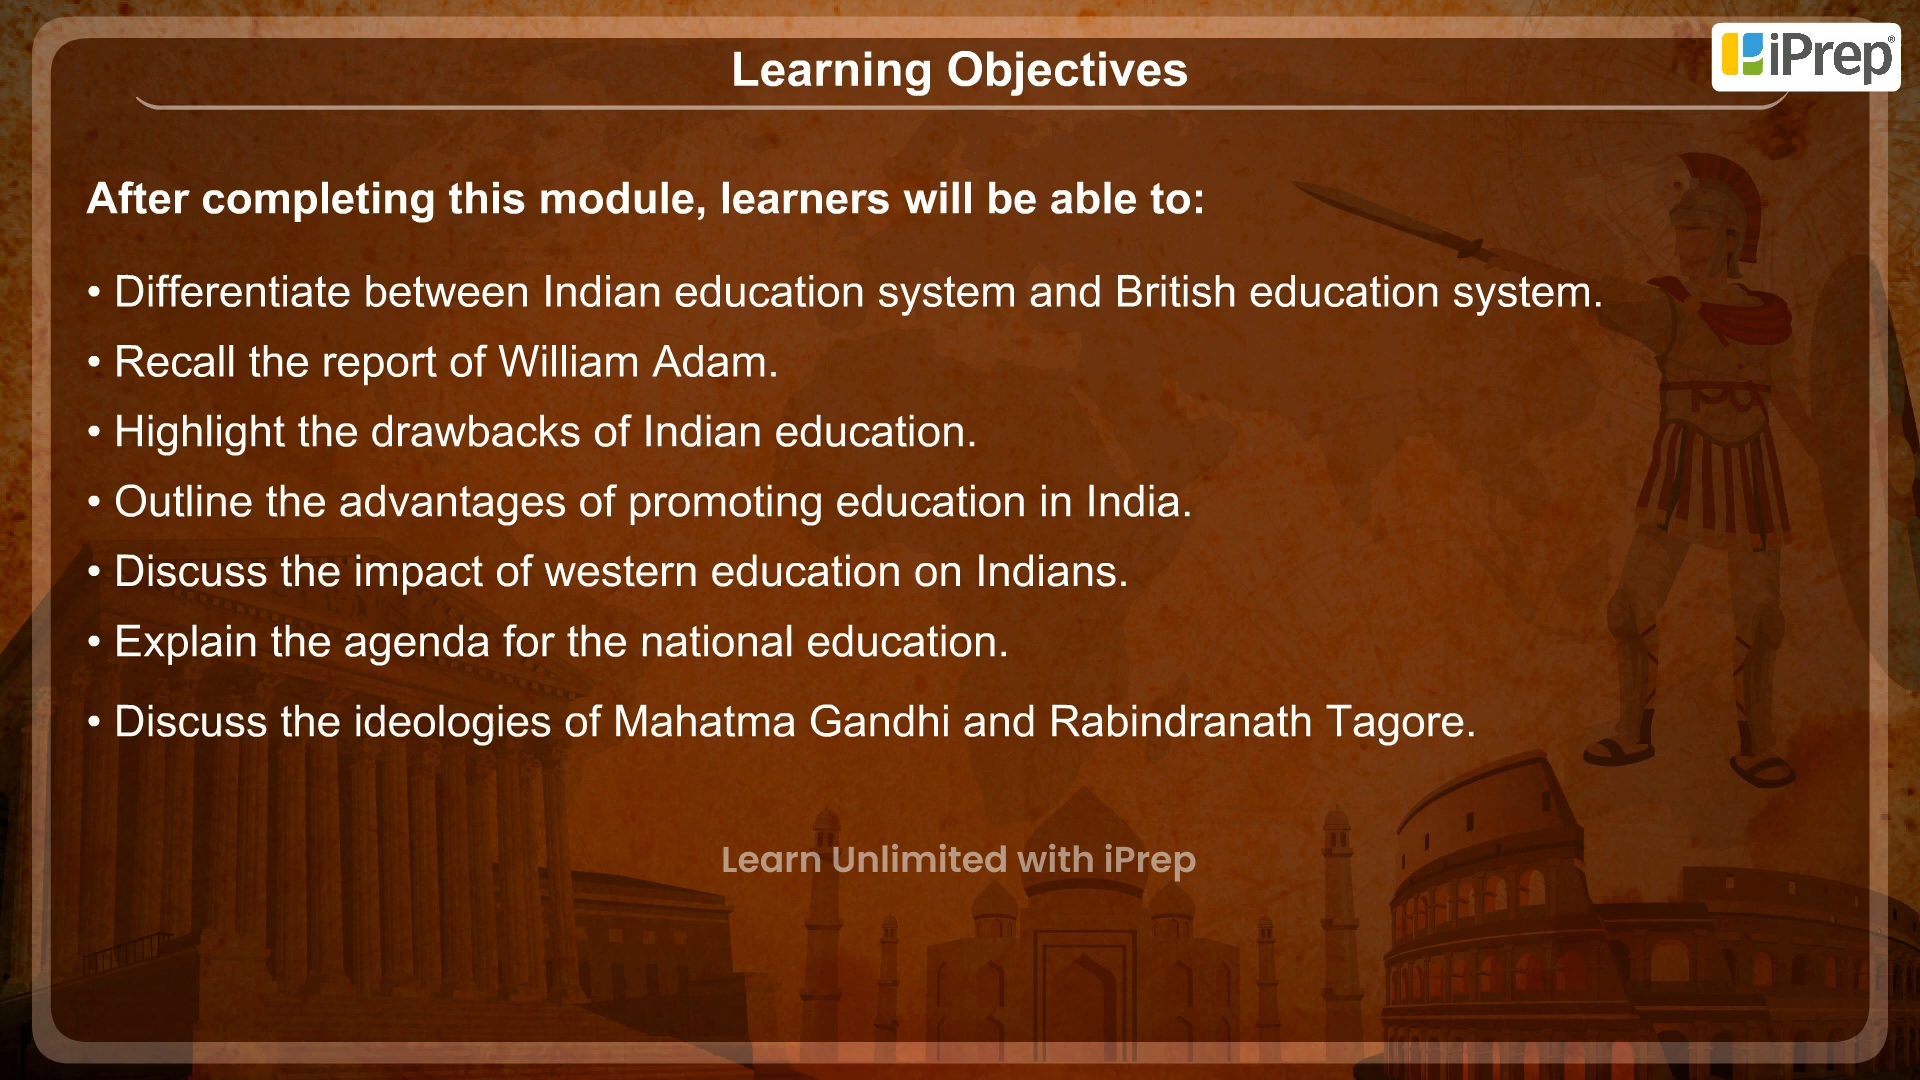 Learning Objectives
iPrep®
After completing this module, learners will be able to:
• Differentiate between Indian education system and British education system.
• Recall the report of William Adam.
• Highlight the drawbacks of Indian education.
• Outline the advantages of promoting education in India.
• Discuss the impact of western education on Indians.
• Explain the agenda for the national education.
• Discuss the ideologies of Mahatma Gandhi and Rabindranath Tagore.
Learn Unlimited with iPrep